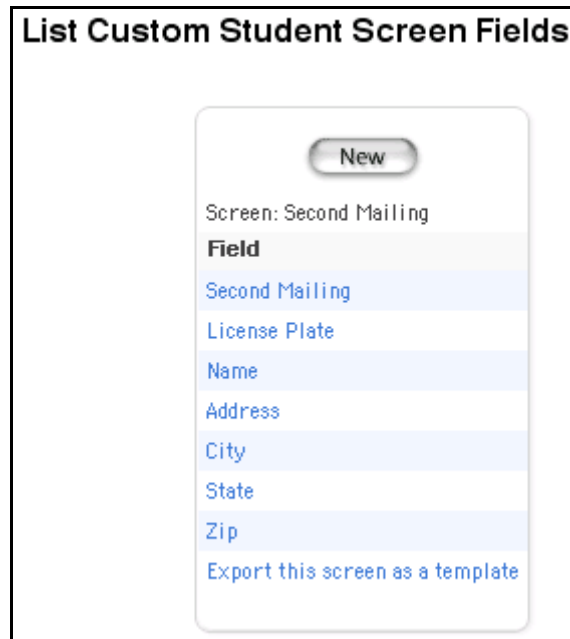 List Custom Student Screen Fields
New
Screen: Second Mailing
Field
Second Mailing
License Plate
Name
Address
City
State
Zip
Export this screen as a template